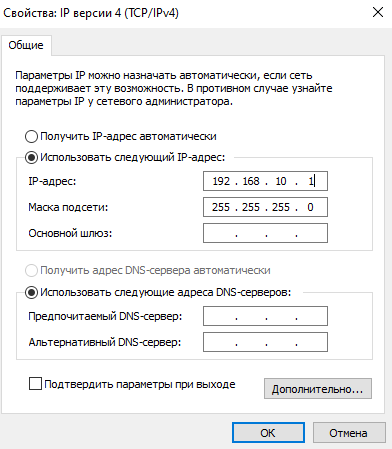 Свойства: IP версии 4 (TCP/IPv4)
Общие
Параметры IP можно назначать автоматически, если сеть
поддерживает эту возможность. В противном случае узнайте
параметры IP у сетевого администратора.
Получить IP-адрес автоматически
Использовать следующий IP-адрес:
IP-адрес: 192 . 168 . 10 . 1
Маска подсети: 255 . 255 . 255 . 0
Основной шлюз: . . .
Получить адрес DNS-сервера автоматически
Использовать следующие адреса DNS-серверов:
Предпочитаемый DNS-сервер: . . .
Альтернативный DNS-сервер: . . .
Подтвердить параметры при выходе
Дополнительно...
ОК Отмена